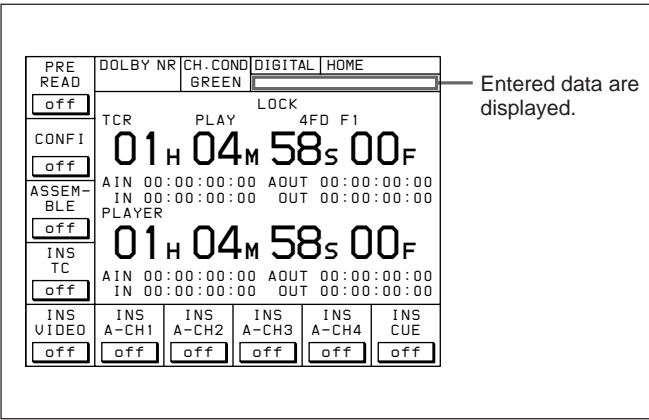 PRE
READ
off
DOLBY NR CH.COND DIGITAL HOME
GREEN
Entered data are
displayed.
LOCK
TCR PLAY 4FD F1
01H 04M 58S 00F
AIN 00:00:00:00 AOUT 00:00:00:00
IN 00:00:00:00 OUT 00:00:00:00
PLAYER
01H 04M 58S 00F
AIN 00:00:00:00 AOUT 00:00:00:00
IN 00:00:00:00 OUT 00:00:00:00
CONFI
off
ASSEM-
BLE
off
INS
TC
off
INS
VIDEO
off
INS
A-CH1
off
INS
A-CH2
off
INS
A-CH3
off
INS
A-CH4
off
INS
CUE
off